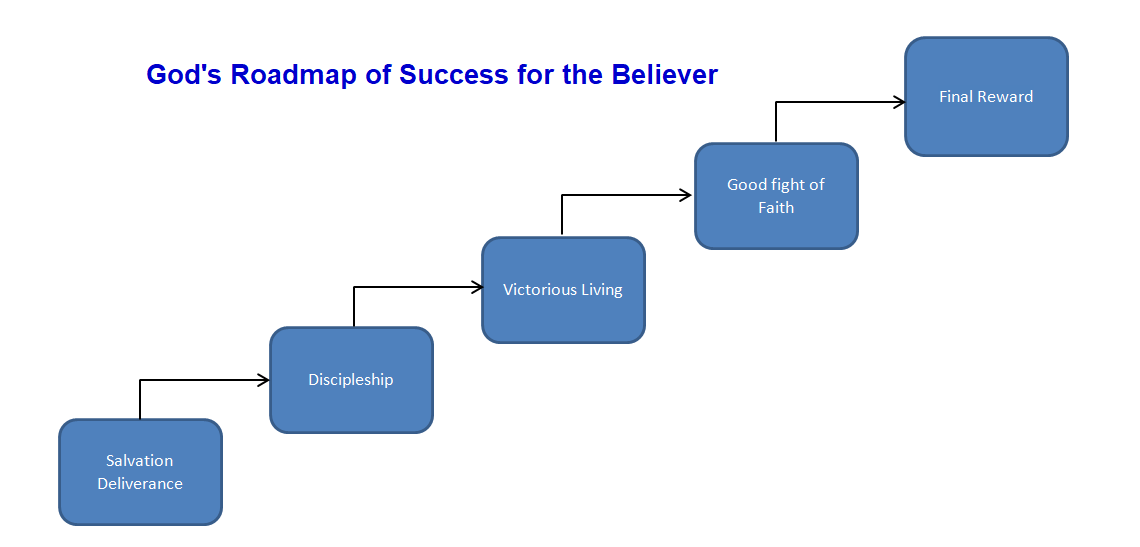 God's Roadmap of Success for the Believer
Final Reward
Good fight of
Faith
Victorious Living
Discipleship
Salvation
Deliverance